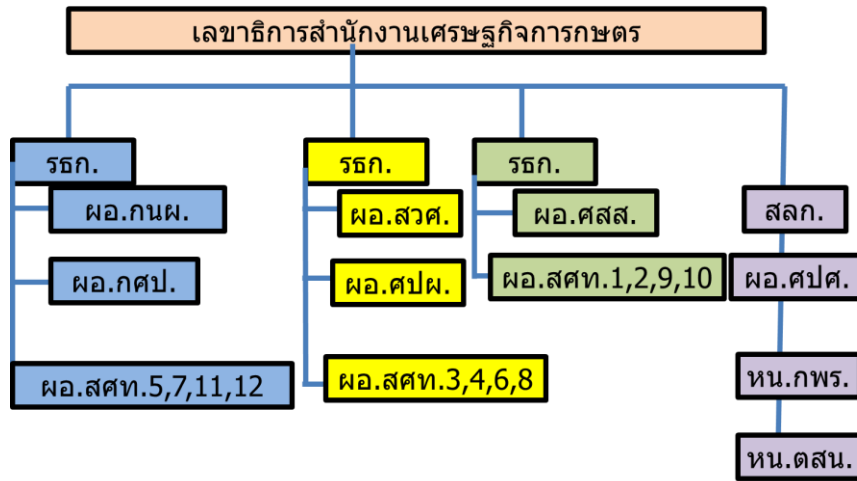 เลขาธิการสำนักงานเศรษฐกิจการกษตร
รธก.
ผอ.กนผ.
ผอ.กศป.
ผอ.สศท.5,7,11,12
รธก.
ผอ.สวศ.
ผอ.ศปผ.
ผอ.สศท.3,4,6,8
รธก.
ผอ.ศสส.
ผอ.สศท.1,2,9,10
สลก.
ผอ.ศปศ.
หน.กพร.
หน.ตสน.